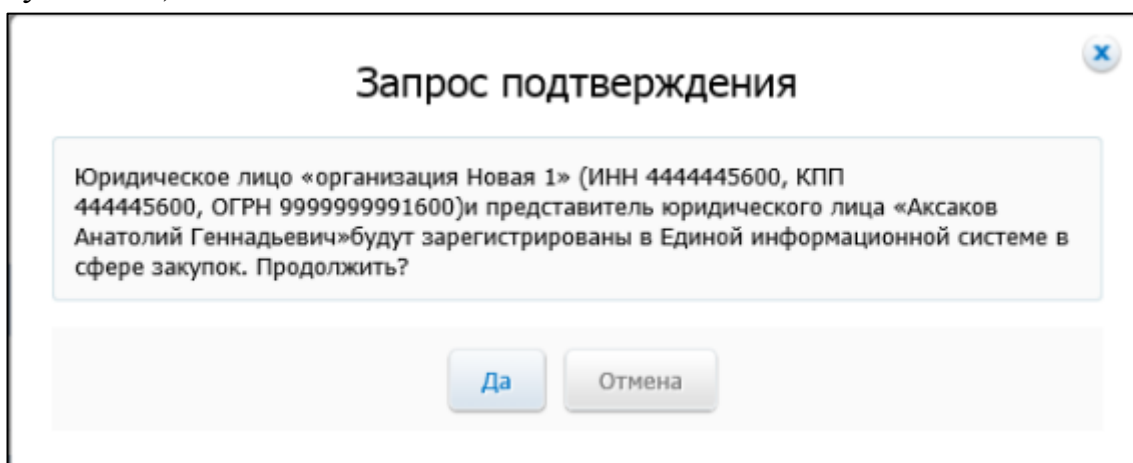 Запрос подтверждения
Юридическое лицо «организация Новая 1» (ИНН 4444445600, КПП
444445600, ОГРН 9999999991600)и представитель юридического лица «Аксаков
Анатолий Геннадьевич»будут зарегистрированы в Единой информационной системе в
сфере закупок. Продолжить?
Да
Отмена